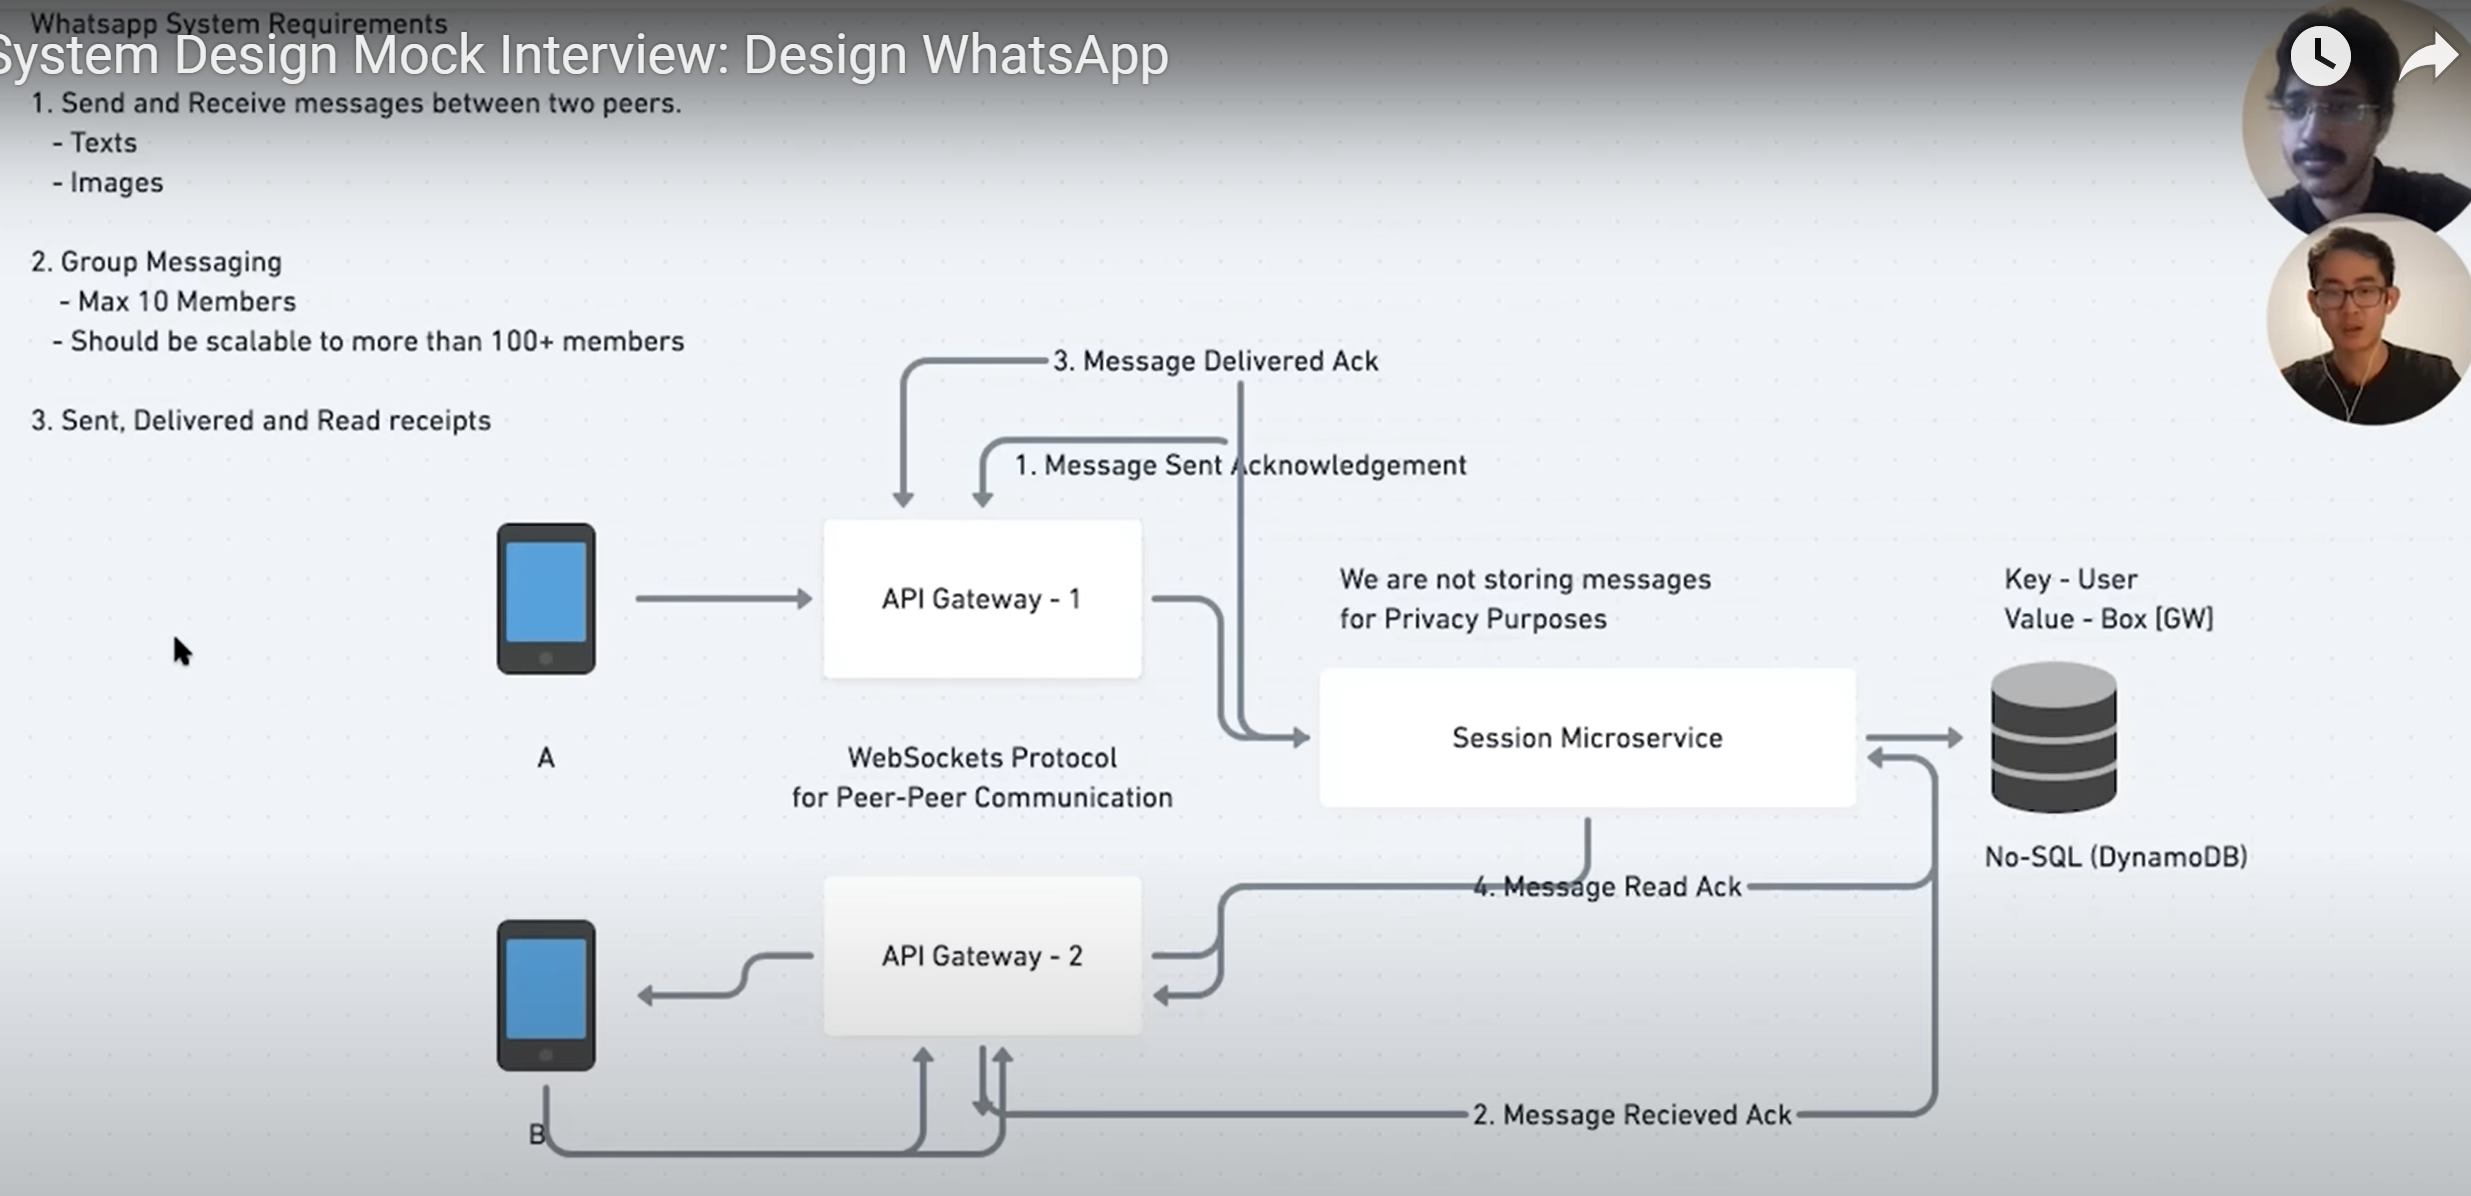 Whatsapp System Requirements
System Design Mock Interview: Design WhatsApp
1. Send and Receive messages between two peers.
- Texts
- Images
2. Group Messaging
- Max 10 Members
- Should be scalable to more than 100+ members
3. Sent, Delivered and Read receipts
3. Message Delivered Ack
1. Message Sent Acknowledgement
API Gateway - 1
We are not storing messages
for Privacy Purposes
Key - User
Value - Box [GW]
Session Microservice
A
WebSockets Protocol
for Peer-Peer Communication
No-SQL (DynamoDB)
4. Message Read Ack
API Gateway - 2
2. Message Recieved Ack
B